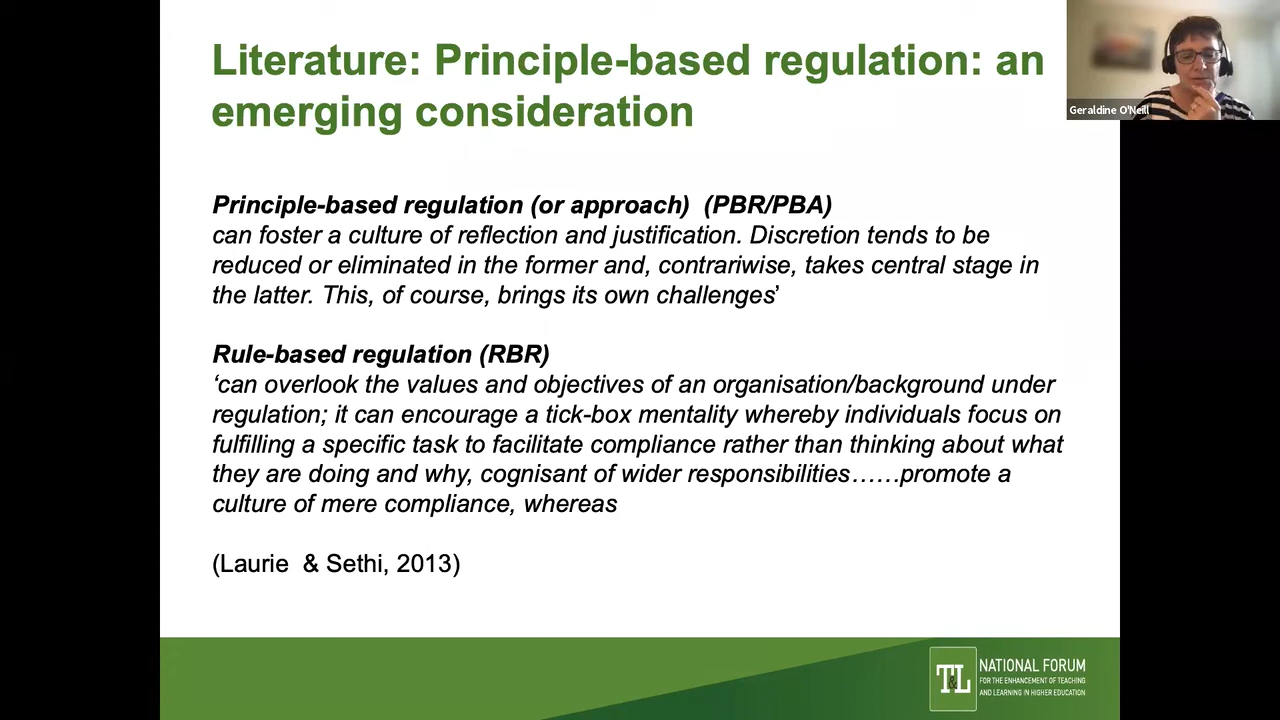 Literature: Principle-based regulation: an
emerging consideration
Geraldine O'Neill
Principle-based regulation (or approach)  (PBR/PBA)
can foster a culture of reflection and justification. Discretion tends to be
reduced or eliminated in the former and, contrariwise, takes central stage in
the latter. This, of course, brings its own challenges’
Rule-based regulation (RBR)
‘can overlook the values and objectives of an organisation/background under
regulation; it can encourage a tick-box mentality whereby individuals focus on
fulfilling a specific task to facilitate compliance rather than thinking about what
they are doing and why, cognisant of wider responsibilities……promote a
culture of mere compliance, whereas
(Laurie  & Sethi, 2013)
T&L
NATIONAL FORUM
FOR THE ENHANCEMENT OF TEACHING
AND LEARNING IN HIGHER EDUCATION